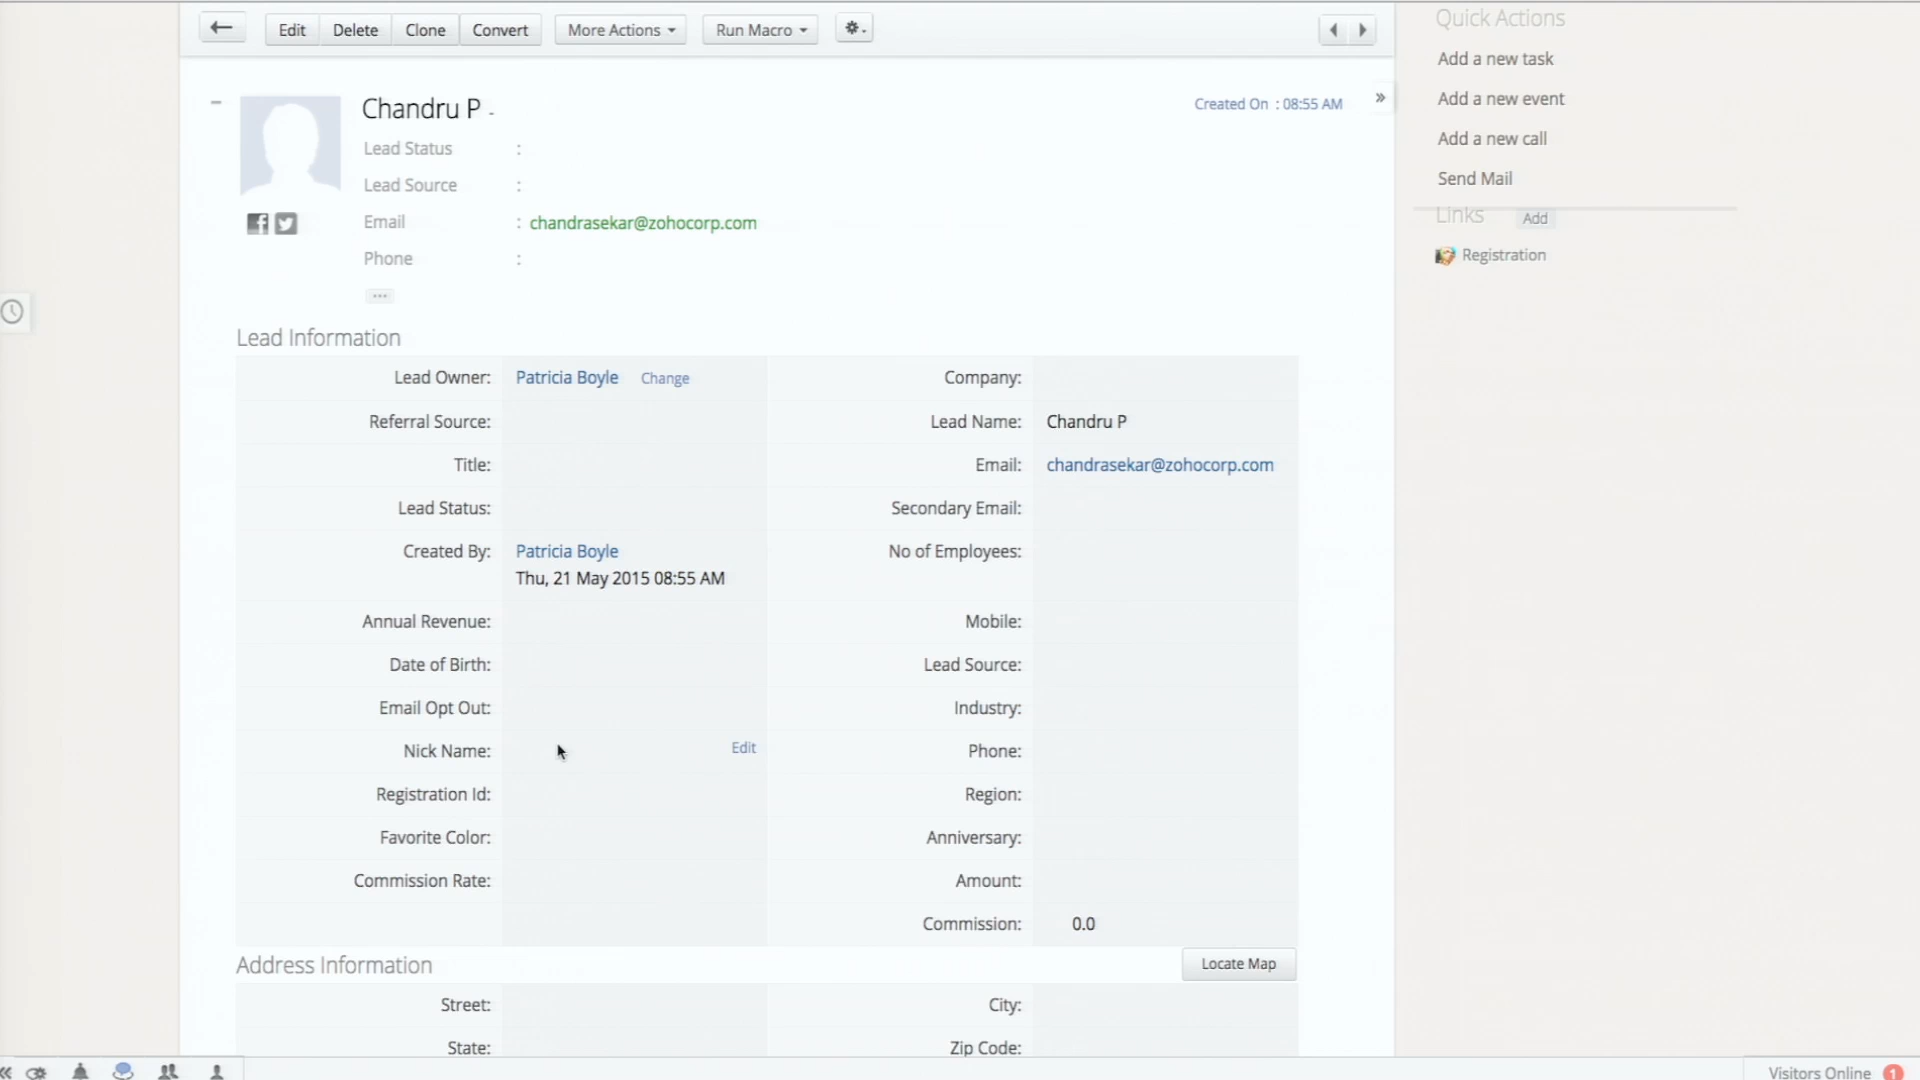 Edit Delete Clone Convert More Actions Run Macro
Quick Actions
Add a new task
Add a new event
Add a new call
Send Mail
Links Add
Registration
Chandru P -
Created On : 08:55 AM
Lead Status :
Lead Source :
Email : chandrasekar@zohocorp.com
Phone :
...
Lead Information
Lead Owner: Patricia Boyle Change Company:
Referral Source: Lead Name: Chandru P
Title: Email: chandrasekar@zohocorp.com
Lead Status: Secondary Email:
Created By: Patricia Boyle No of Employees:
Thu, 21 May 2015 08:55 AM
Annual Revenue: Mobile:
Date of Birth: Lead Source:
Email Opt Out: Industry:
Nick Name: Edit Phone:
Registration Id: Region:
Favorite Color: Anniversary:
Commission Rate: Amount:
Commission: 0.0
Address Information Locate Map
Street: City:
State: Zip Code:
Visitors Online 1